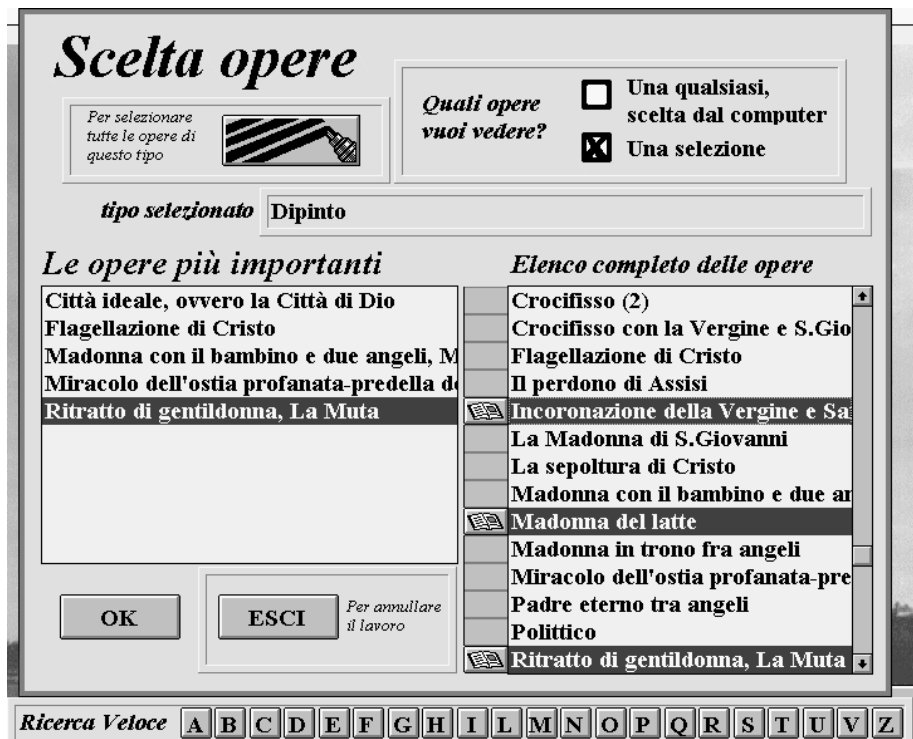 Scelta opere
Per selezionare
tutte le opere di
questo tipo
Quali opere
vuoi vedere?
Una qualsiasi,
scelta dal computer
X Una selezione
tipo selezionato Dipinto
Le opere più importanti
Città ideale, ovvero la Città di Dio
Flagellazione di Cristo
Madonna con il bambino e due angeli, M
Miracolo dell'ostia profanata-predella de
Ritratto di gentildonna, La Muta
Elenco completo delle opere
Crocifisso (2)
Crocifisso con la Vergine e S.Gio
Flagellazione di Cristo
Il perdono di Assisi
Incoronazione della Vergine e Sa
La Madonna di S.Giovanni
La sepoltura di Cristo
Madonna con il bambino e due an
Madonna del latte
Madonna in trono fra angeli
Miracolo dell'ostia profanata-pre
Padre eterno tra angeli
Polittico
Ritratto di gentildonna, La Muta
OK
ESCI
Per annullare
il lavoro
Ricerca Veloce A B C D E F G H I L M N O P Q R S T U V Z